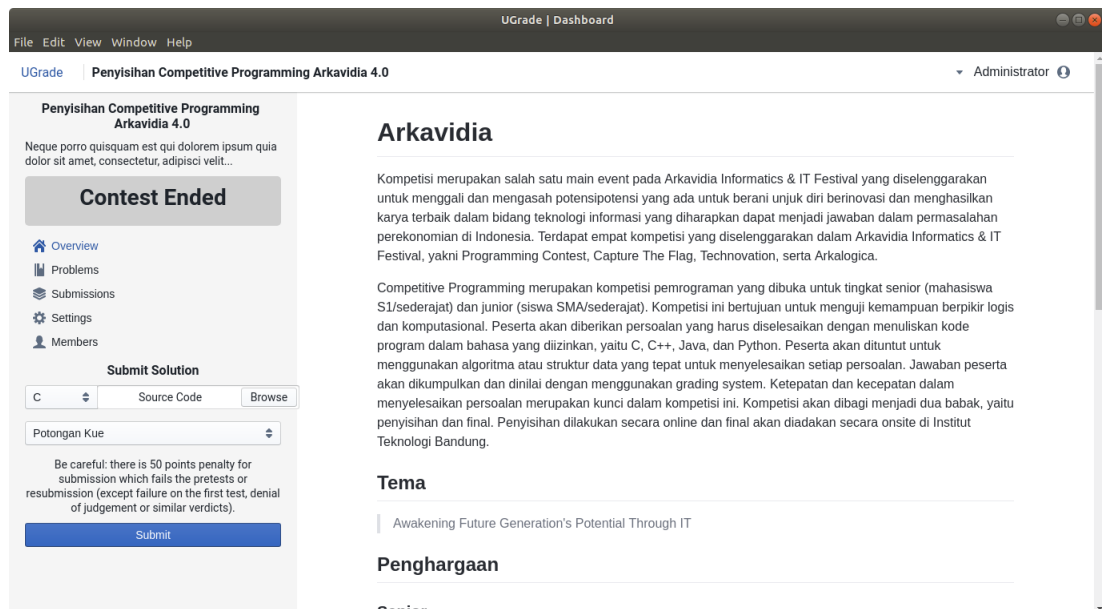 UGrade | Dashboard
File Edit View Window Help
UGrade Penyisihan Competitive Programming Arkavidia 4.0 Administrator
Penyisihan Competitive Programming
Arkavidia 4.0
Neque porro quisquam est qui dolorem ipsum quia
dolor sit amet, consectetur, adipisci velit...
Contest Ended
Overview
Problems
Submissions
Settings
Members
Submit Solution
C Source Code Browse
Potongan Kue
Be careful: there is 50 points penalty for
submission which fails the pretests or
resubmission (except failure on the first test, denial
of judgement or similar verdicts).
Submit
Arkavidia
Kompetisi merupakan salah satu main event pada Arkavidia Informatics & IT Festival yang diselenggarakan
untuk menggali dan mengasah potensipotensi yang ada untuk berani unjuk diri berinovasi dan menghasilkan
karya terbaik dalam bidang teknologi informasi yang diharapkan dapat menjadi jawaban dalam permasalahan
perekonomian di Indonesia. Terdapat empat kompetisi yang diselenggarakan dalam Arkavidia Informatics & IT
Festival, yakni Programming Contest, Capture The Flag, Technovation, serta Arkalogica.
Competitive Programming merupakan kompetisi pemrograman yang dibuka untuk tingkat senior (mahasiswa
S1/sederajat) dan junior (siswa SMA/sederajat). Kompetisi ini bertujuan untuk menguji kemampuan berpikir logis
dan komputasional. Peserta akan diberikan persoalan yang harus diselesaikan dengan menuliskan kode
program dalam bahasa yang diizinkan, yaitu C, C++, Java, dan Python. Peserta akan dituntut untuk
menggunakan algoritma atau struktur data yang tepat untuk menyelesaikan setiap persoalan. Jawaban peserta
akan dikumpulkan dan dinilai dengan menggunakan grading system. Ketepatan dan kecepatan dalam
menyelesaikan persoalan merupakan kunci dalam kompetisi ini. Kompetisi akan dibagi menjadi dua babak, yaitu
penyisihan dan final. Penyisihan dilakukan secara online dan final akan diadakan secara onsite di Institut
Teknologi Bandung.
Tema
Awakening Future Generation's Potential Through IT
Penghargaan